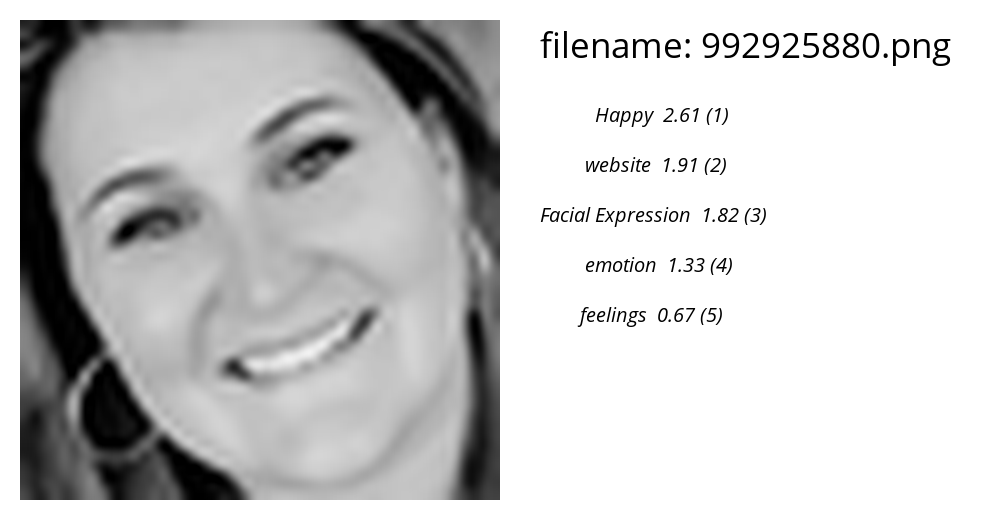 filename: 992925880.png
Happy 2.61 (1)
website 1.91 (2)
Facial Expression 1.82 (3)
emotion 1.33 (4)
feelings 0.67 (5)